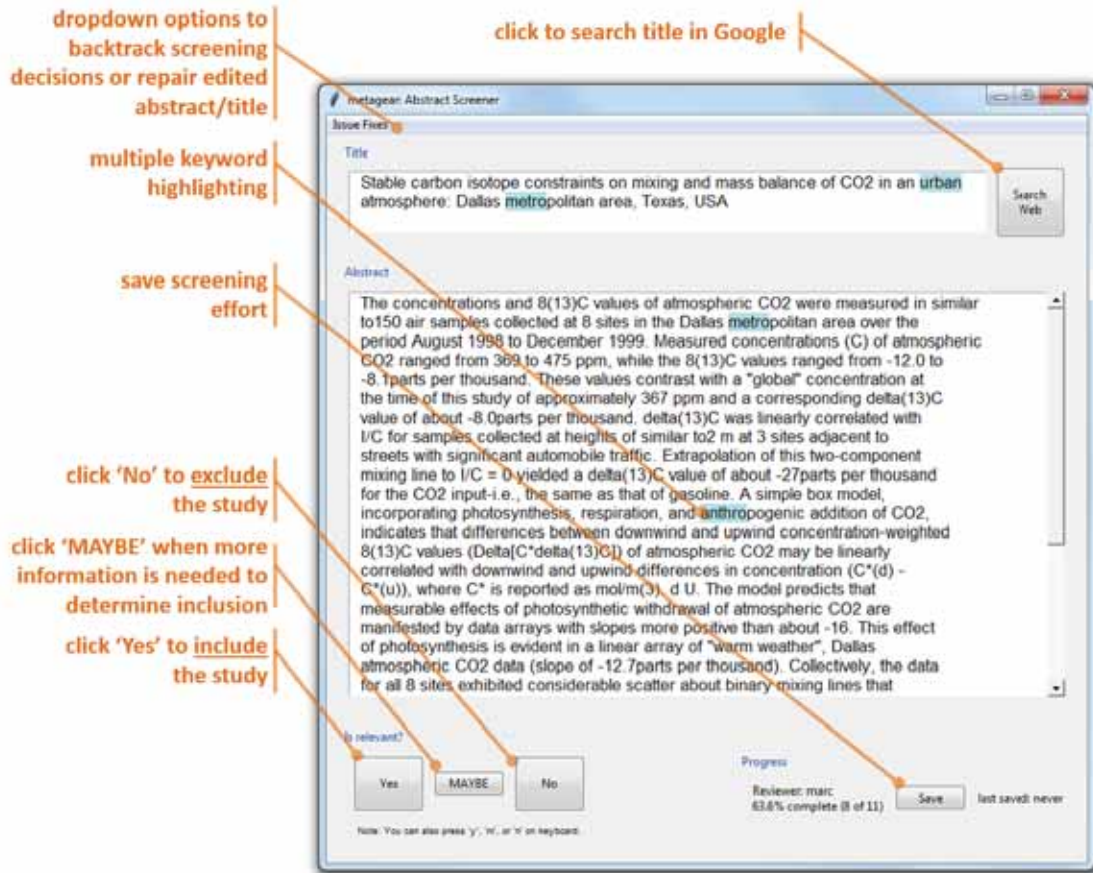 dropdown options to
backtrack screening
decisions or repair edited
abstract/title
click to search title in Google
multiple keyword
highlighting
save screening
effort
click ‘No’ to exclude
the study
click ‘MAYBE’ when more
information is needed to
determine inclusion
click ‘Yes’ to include
the study
metagear: Abstract Screener
Issue Fixes
Title
Stable carbon isotope constraints on mixing and mass balance of CO2 in an urban
atmosphere: Dallas metropolitan area, Texas, USA
Search
Web
Abstract
The concentrations and 8(13)C values of atmospheric CO2 were measured in similar
to150 air samples collected at 8 sites in the Dallas metropolitan area over the
period August 1998 to December 1999. Measured concentrations (C) of atmospheric
CO2 ranged from 369 to 475 ppm, while the 8(13)C values ranged from -12.0 to
-8.1parts per thousand. These values contrast with a "global" concentration at
the time of this study of approximately 367 ppm and a corresponding delta(13)C
value of about -8.0parts per thousand. delta(13)C was linearly correlated with
I/C for samples collected at heights of similar to2 m at 3 sites adjacent to
streets with significant automobile traffic. Extrapolation of this two-component
mixing line to I/C = 0 yielded a delta(13)C value of about -27parts per thousand
for the CO2 input-i.e., the same as that of gasoline. A simple box model,
incorporating photosynthesis, respiration, and anthropogenic addition of CO2,
indicates that differences between downwind and upwind concentration-weighted
8(13)C values (Delta[C*delta(13)C]) of atmospheric CO2 may be linearly
correlated with downwind and upwind differences in concentration (C*(d) -
C*(u)), where C* is reported as mol/m(3). d U. The model predicts that
measurable effects of photosynthetic withdrawal of atmospheric CO2 are
manifested by data arrays with slopes more positive than about -16. This effect
of photosynthesis is evident in a linear array of "warm weather", Dallas
atmospheric CO2 data (slope of -12.7parts per thousand). Collectively, the data
for all 8 sites exhibited considerable scatter about binary mixing lines that
Is relevant?
Yes
MAYBE
No
Note: You can also press 'y', 'm', or 'n' on keyboard.
Progress
Reviewer: marc
63.6% complete (8 of 11)
Save
last saved: never